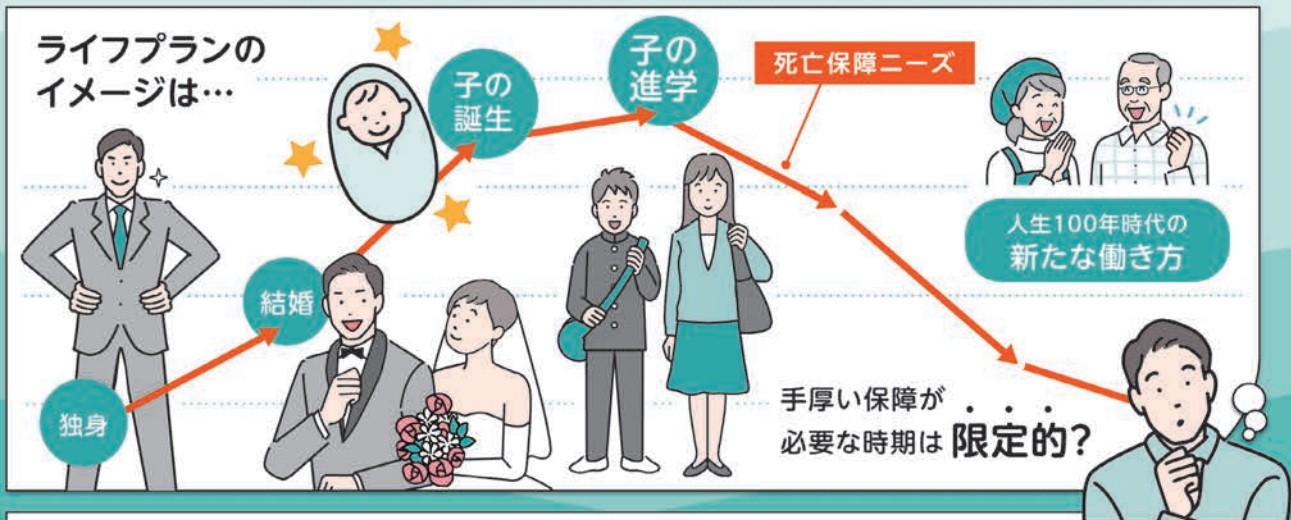 ライフプランの
イメージは…
子の
誕生
子の
進学
死亡保障ニーズ
人生100年時代の
新たな働き方
結婚
独身
手厚い保障が
必要な時期は 限定的？